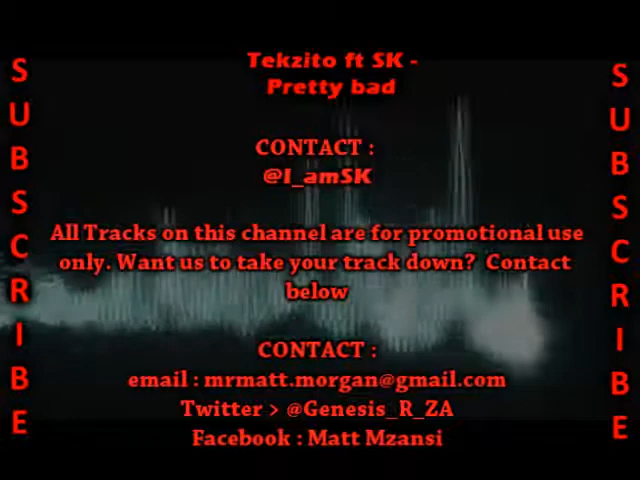 Tekzito ft SK -
Pretty bad
CONTACT :
@I_amSK
All Tracks on this channel are for promotional use
only. Want us to take your track down?  Contact
below
CONTACT :
email : mrmatt.morgan@gmail.com
Twitter > @Genesis_R_ZA
Facebook : Matt Mzansi
SUBSCRIBE
SUBSCRIBE